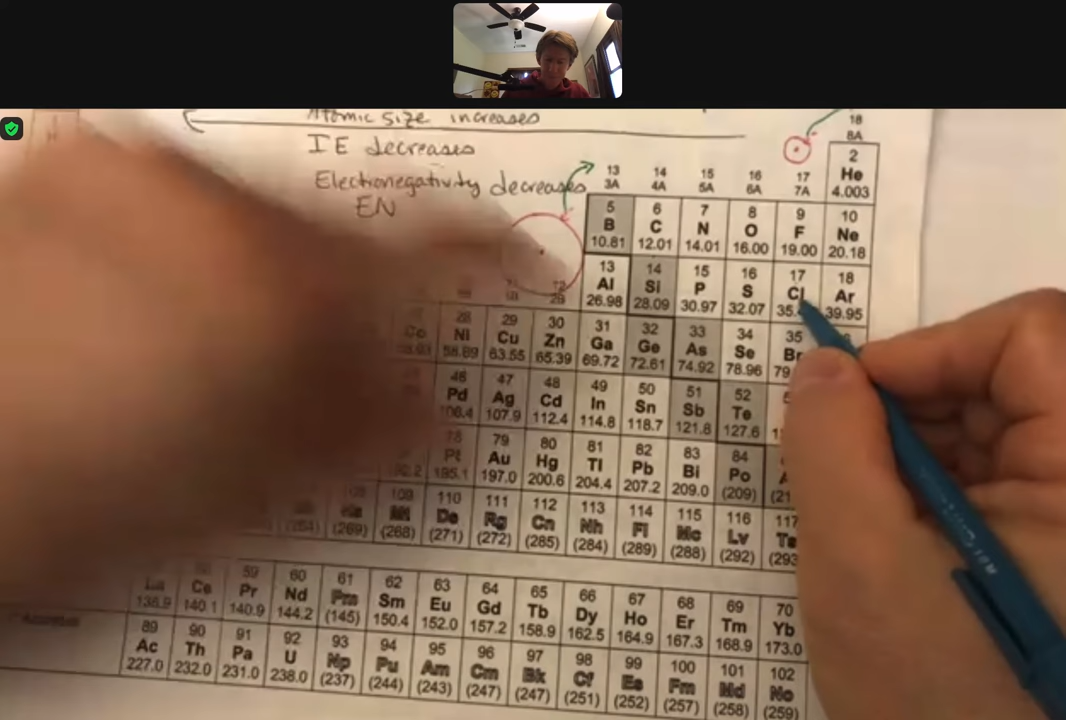 Atomic size increases
IE decreases
Electronegativity decreases
EN
18
8A
13 14 15 16 17
3A 4A 5A 6A 7A
2
He
4.003
5 6 7 8 9 10
B C N O F Ne
10.81 12.01 14.01 16.00 19.00 20.18
13 14 15 16 17 18
Al Si P S Cl Ar
26.98 28.09 30.97 32.07 35. 39.95
2B
28 29 30 31 32 33 34 35
Co Ni Cu Zn Ga Ge As Se Br
58.93 58.69 63.55 65.39 69.72 72.61 74.92 78.96 79.
46 47 48 49 50 51 52
Pd Ag Cd In Sn Sb Te
106.4 107.9 112.4 114.8 118.7 121.8 127.6
78 79 80 81 82 83 84
Pt Au Hg Tl Pb Bi Po
195.1 197.0 200.6 204.4 207.2 209.0 (209) (21
109 110 111 112 113 114 115 116 117
Mt Ds Rg Cn Nh Fl Mc Lv Ts
(269) (268) (271) (272) (285) (284) (289) (288) (292) (293
59 60 61 62 63 64 65 66 67 68 69 70
La Ce Pr Nd Pm Sm Eu Gd Tb Dy Ho Er Tm Yb
138.9 140.1 140.9 144.2 (145) 150.4 152.0 157.2 158.9 162.5 164.9 167.3 168.9 173.0
89 90 91 92 93 94 95 96 97 98 99 100 101 102
Ac Th Pa U Np Pu Am Cm Bk Cf Es Fm Md No
227.0 232.0 231.0 238.0 (237) (244) (243) (247) (247) (251) (252) (257) (258) (259)